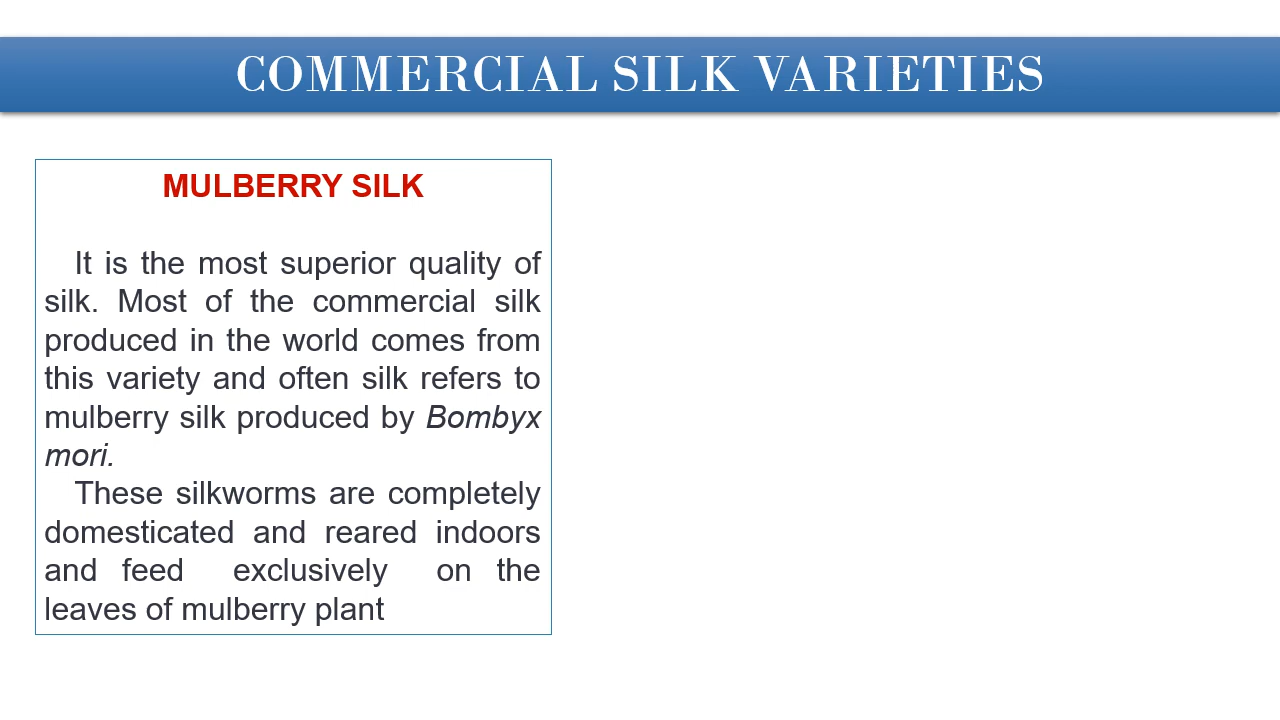 COMMERCIAL SILK VARIETIES
MULBERRY SILK
It is the most superior quality of
silk. Most of the commercial silk
produced in the world comes from
this variety and often silk refers to
mulberry silk produced by Bombyx
mori.
These silkworms are completely
domesticated and reared indoors
and feed exclusively on the
leaves of mulberry plant